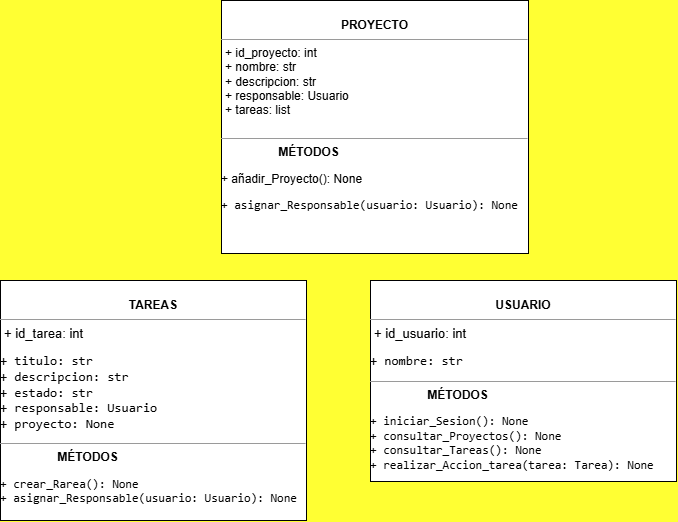 PROYECTO
+ id_proyecto: int
+ nombre: str
+ descripcion: str
+ responsable: Usuario
+ tareas: list
MÉTODOS
+ añadir_Proyecto(): None
+ asignar_Responsable(usuario: Usuario): None
TAREAS
+ id_tarea: int
+ titulo: str
+ descripcion: str
+ estado: str
+ responsable: Usuario
+ proyecto: None
MÉTODOS
+ crear_Rarea(): None
+ asignar_Responsable(usuario: Usuario): None
USUARIO
+ id_usuario: int
+ nombre: str
MÉTODOS
+ iniciar_Sesion(): None
+ consultar_Proyectos(): None
+ consultar_Tareas(): None
+ realizar_Accion_tarea(tarea: Tarea): None